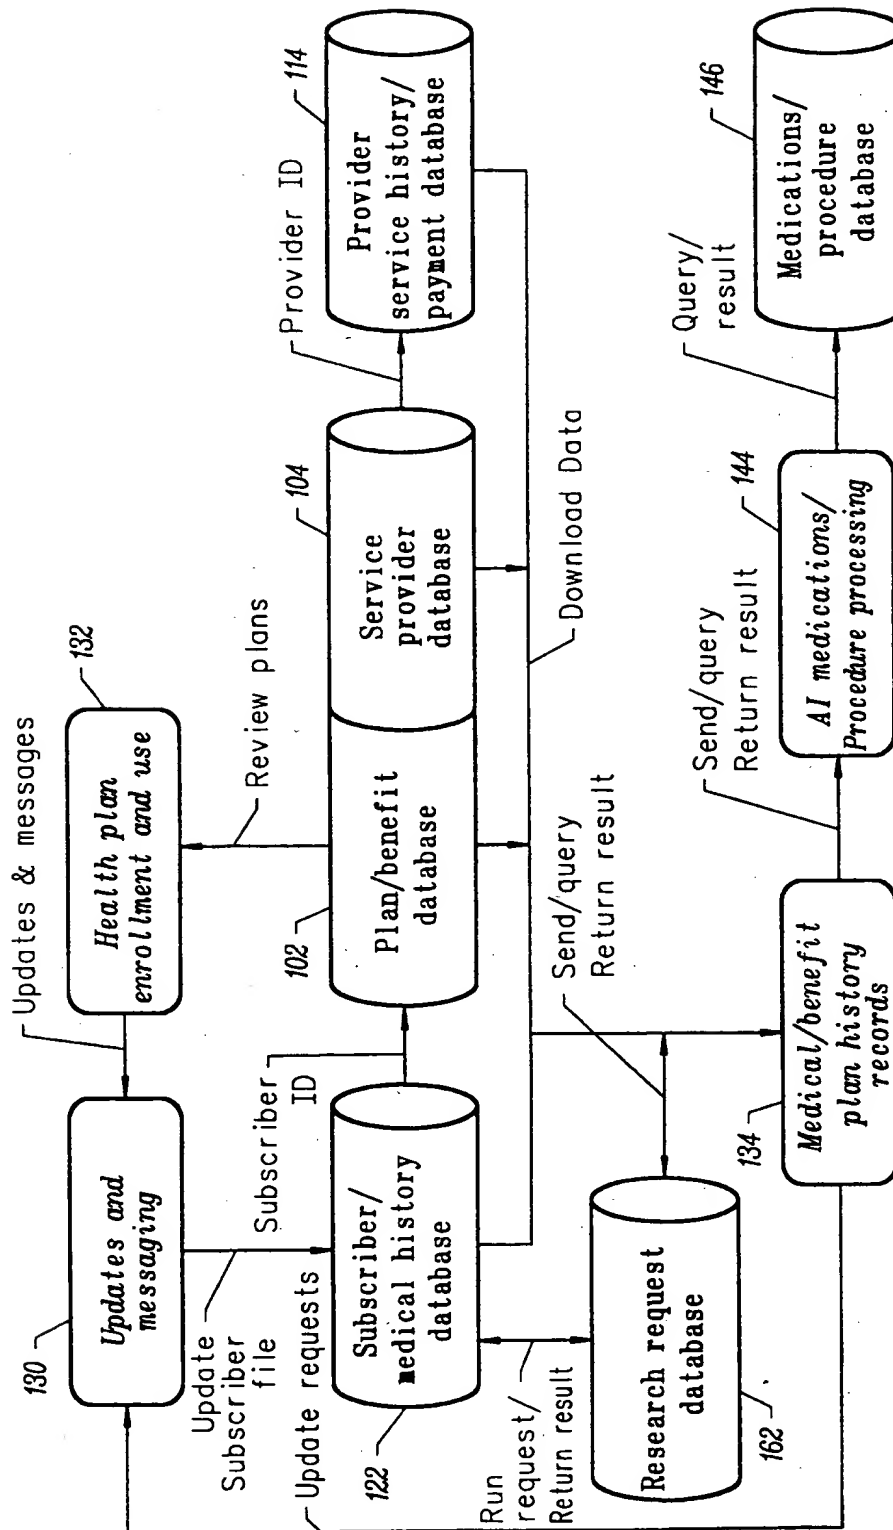 130
Updates and
messaging
Updates & messages
132
Health plan
enrollment and use
Update
Subscriber
file
Subscriber
ID
Review plans
Provider ID
Update requests
122
Subscriber/
medical history
database
102
Plan/benefit
database
104
Service
provider
database
114
Provider
service history/
payment database
Run
request/
Return result
Send/query
Return result
Download Data
162
Research request
database
134
Medical/benefit
plan history
records
Send/query
Return result
144
AI medications/
Procedure processing
Query/
result
146
Medications/
procedure
database